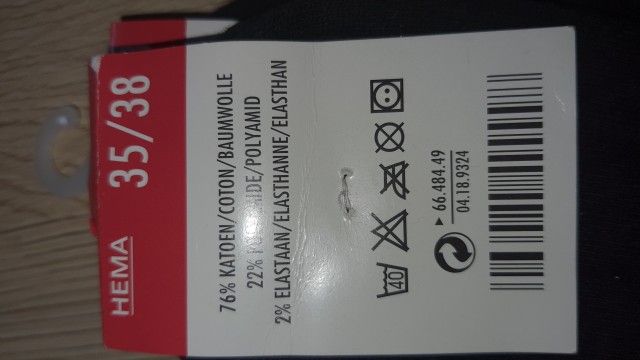 HEMA 35/38
76% KATOEN/COTON/BAUMWOLLE
22% POLYAMIDE/POLYAMID
2% ELASTAAN/ELASTHANNE/ELASTHAN
40
66.484.49
04.18.9324